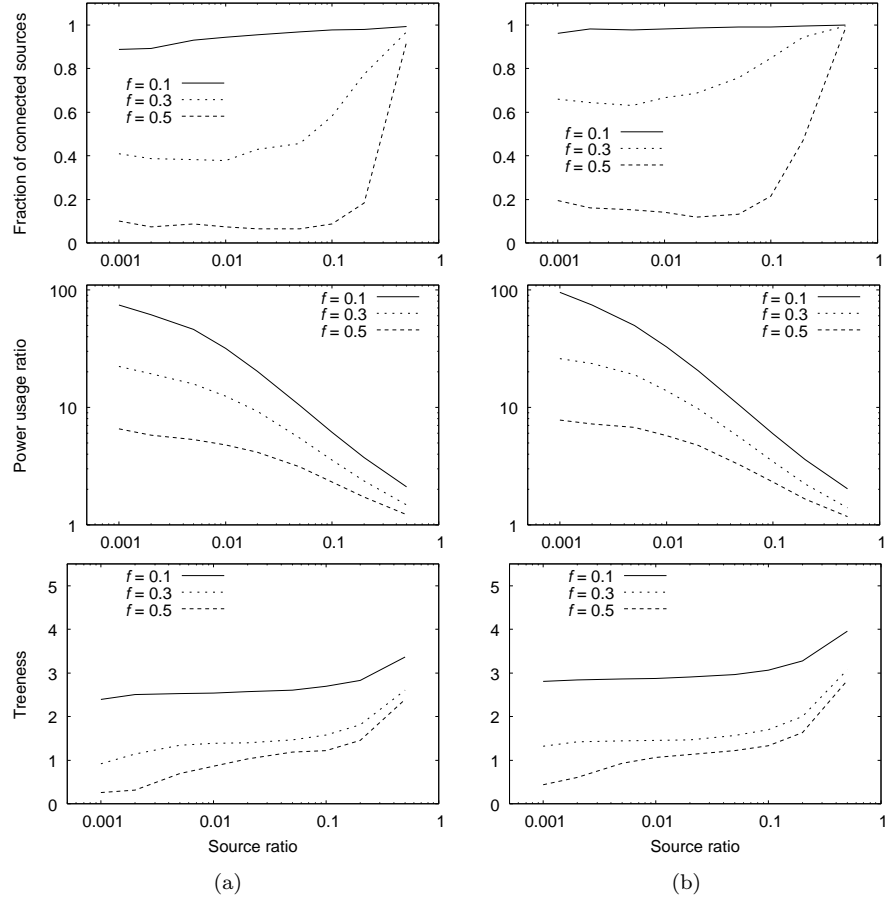 Fraction of connected sources
1
0.8
0.6
0.4
0.2
0
f = 0.1
f = 0.3
f = 0.5
0.001 0.01 0.1 1
1
0.8
0.6
0.4
0.2
0
f = 0.1
f = 0.3
f = 0.5
0.001 0.01 0.1 1
Power usage ratio
100
10
1
f = 0.1
f = 0.3
f = 0.5
0.001 0.01 0.1 1
100
10
1
f = 0.1
f = 0.3
f = 0.5
0.001 0.01 0.1 1
Treeness
5
4
3
2
1
0
f = 0.1
f = 0.3
f = 0.5
0.001 0.01 0.1 1
Source ratio
(a)
5
4
3
2
1
0
f = 0.1
f = 0.3
f = 0.5
0.001 0.01 0.1 1
Source ratio
(b)